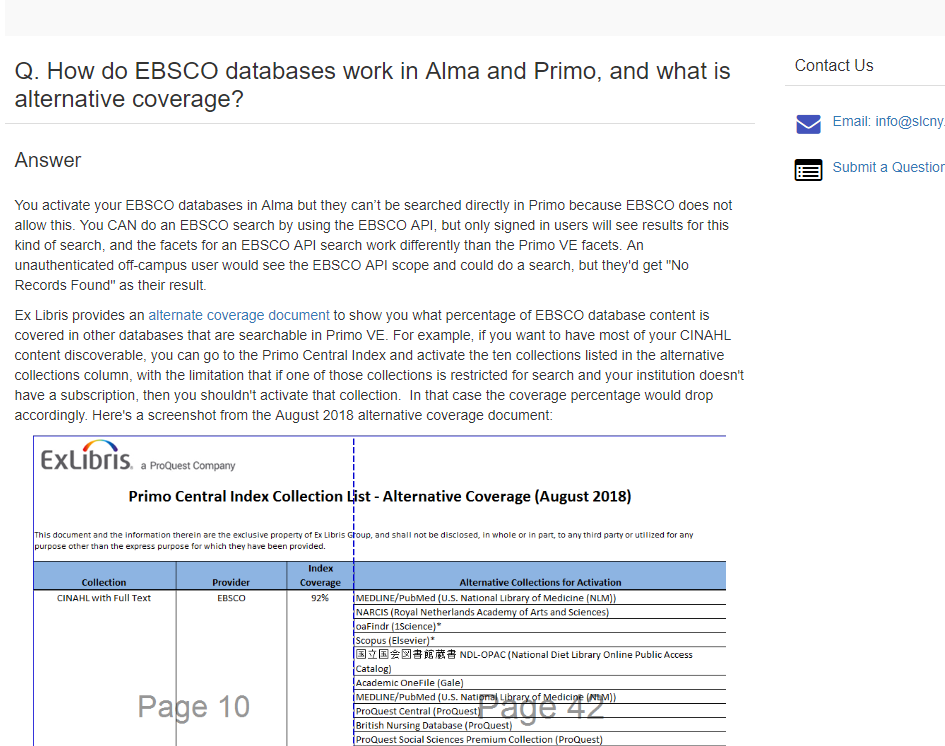 Q. How do EBSCO databases work in Alma and Primo, and what is
alternative coverage?
Contact Us
Email: info@slcny.
Submit a Question
Answer
You activate your EBSCO databases in Alma but they can't be searched directly in Primo because EBSCO does not
allow this. You CAN do an EBSCO search by using the EBSCO API, but only signed in users will see results for this
kind of search, and the facets for an EBSCO API search work differently than the Primo VE facets. An
unauthenticated off-campus user would see the EBSCO API scope and could do a search, but they'd get "No
Records Found" as their result.
Ex Libris provides an alternate coverage document to show you what percentage of EBSCO database content is
covered in other databases that are searchable in Primo VE. For example, if you want to have most of your CINAHL
content discoverable, you can go to the Primo Central Index and activate the ten collections listed in the alternative
collections column, with the limitation that if one of those collections is restricted for search and your institution doesn't
have a subscription, then you shouldn't activate that collection.  In that case the coverage percentage would drop
accordingly. Here's a screenshot from the August 2018 alternative coverage document:
ExLibris. a ProQuest Company
Primo Central Index Collection List - Alternative Coverage (August 2018)
This document and the information therein are the exclusive property of Ex Libris Group, and shall not be disclosed, in whole or in part, to any third party or utilized for any
purpose other than the express purpose for which they have been provided.
Collection Provider Index Coverage Alternative Collections for Activation
CINAHL with Full Text EBSCO 92% MEDLINE/PubMed (U.S. National Library of Medicine (NLM))
NARCIS (Royal Netherlands Academy of Arts and Sciences)
oaFindr (1Science)*
Scopus (Elsevier)*
国立国会図書館蔵書 NDL-OPAC (National Diet Library Online Public Access
Catalog)
Academic OneFile (Gale)
MEDLINE/PubMed (U.S. National Library of Medicine (NLM))
ProQuest Central (ProQuest)
British Nursing Database (ProQuest)
ProQuest Social Sciences Premium Collection (ProQuest)
Page 10
Page 42